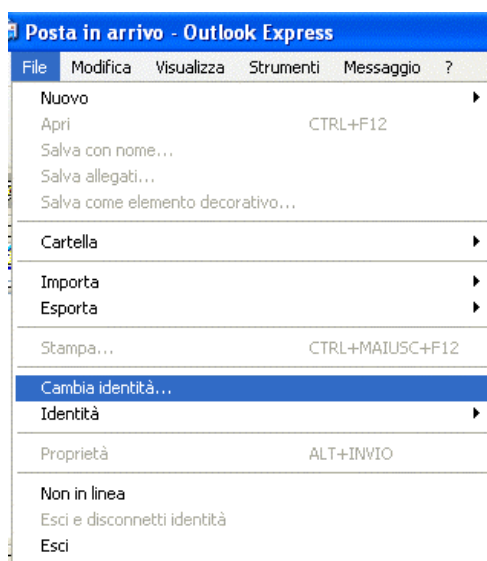 Posta in arrivo - Outlook Express
File Modifica Visualizza Strumenti Messaggio ?
Nuovo
Apri CTRL+F12
Salva con nome...
Salva allegati...
Salva come elemento decorativo...
Cartella
Importa
Esporta
Stampa... CTRL+MAIUSC+F12
Cambia identità...
Identità
Proprietà ALT+INVIO
Non in linea
Esci e disconnetti identità
Esci